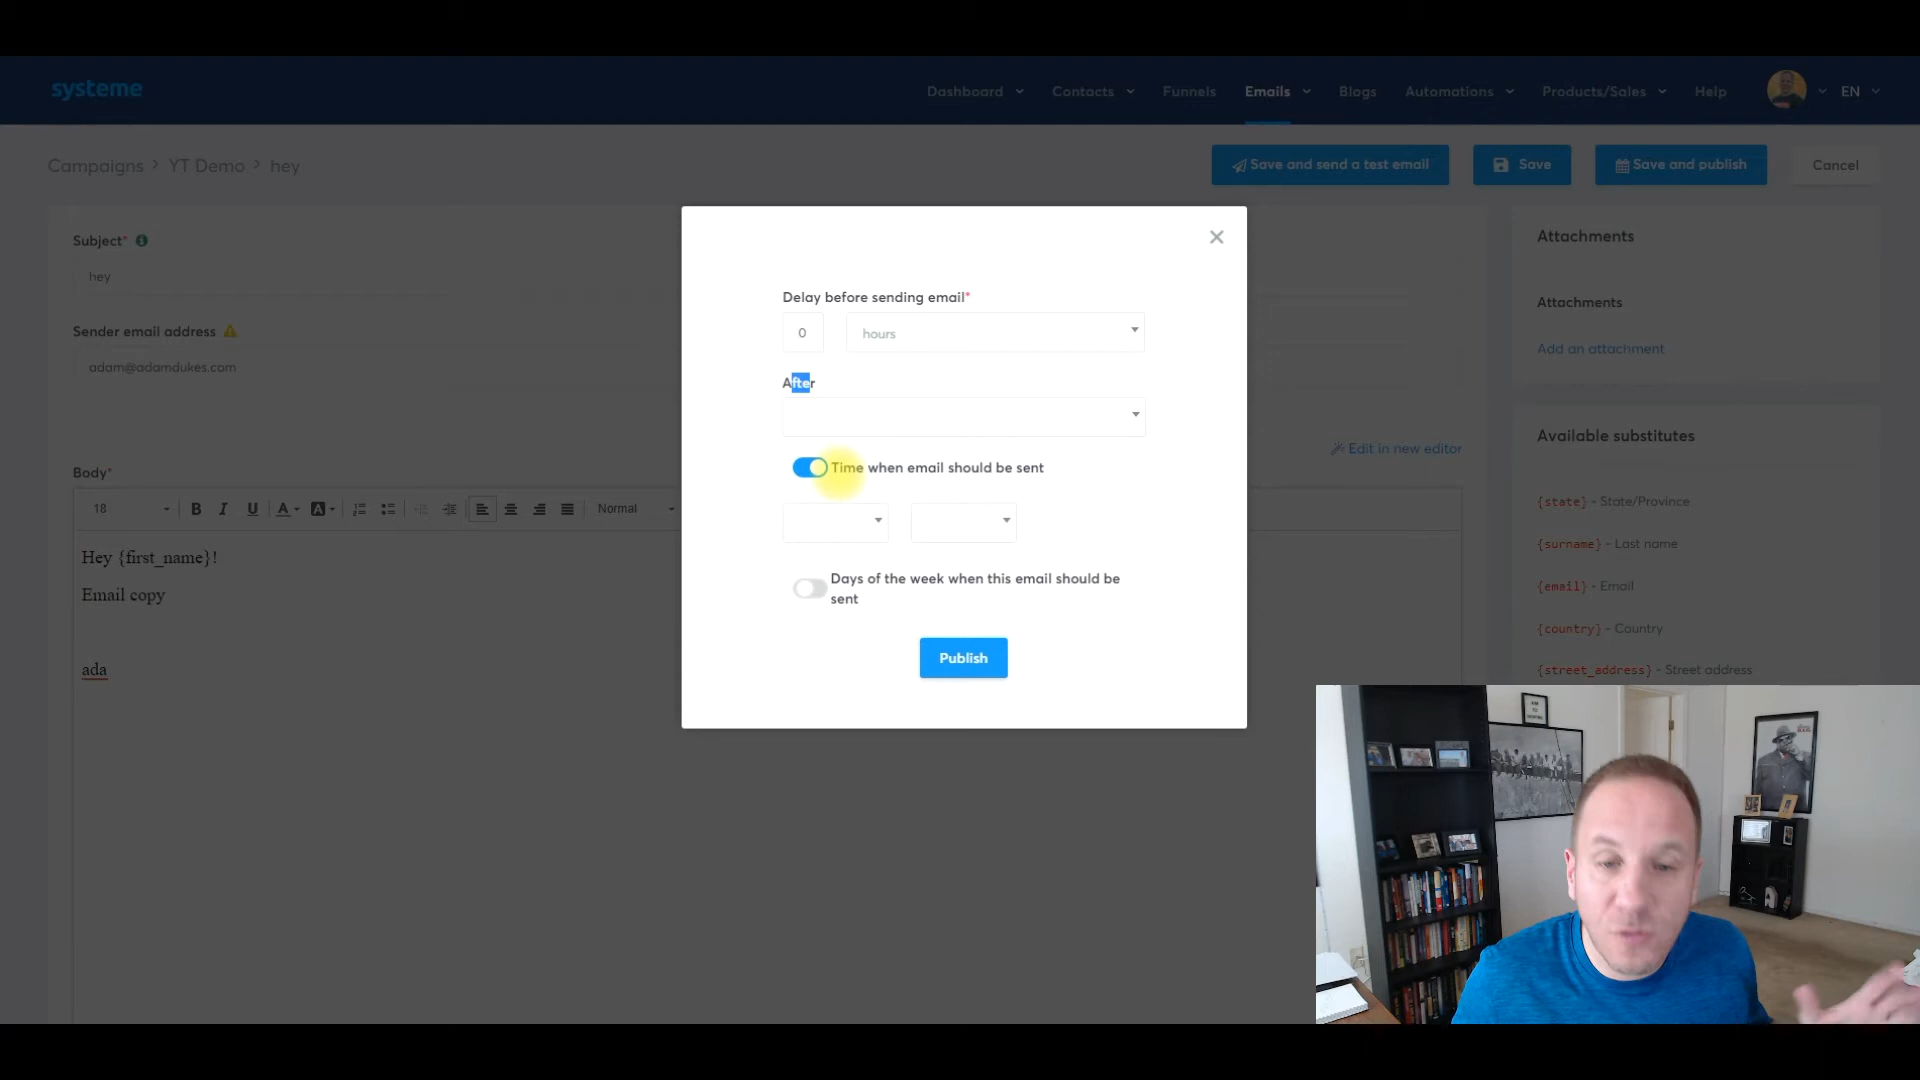 systeme
Dashboard Contacts Funnels Emails Blogs Automations Products/Sales Help EN
Campaigns > YT Demo > hey
Save and send a test email Save Save and publish Cancel
Subject*
hey
Sender email address
adam@adamdukes.com
Edit in new editor
Body*
18 B I U A A Normal
Hey {first_name}!
Email copy
ada
×
Delay before sending email*
0 hours
After
Time when email should be sent
Days of the week when this email should be
sent
Publish
Attachments
Attachments
Add an attachment
Available substitutes
{state} - State/Province
{surname} - Last name
{email} - Email
{country} - Country
{street_address} - Street address